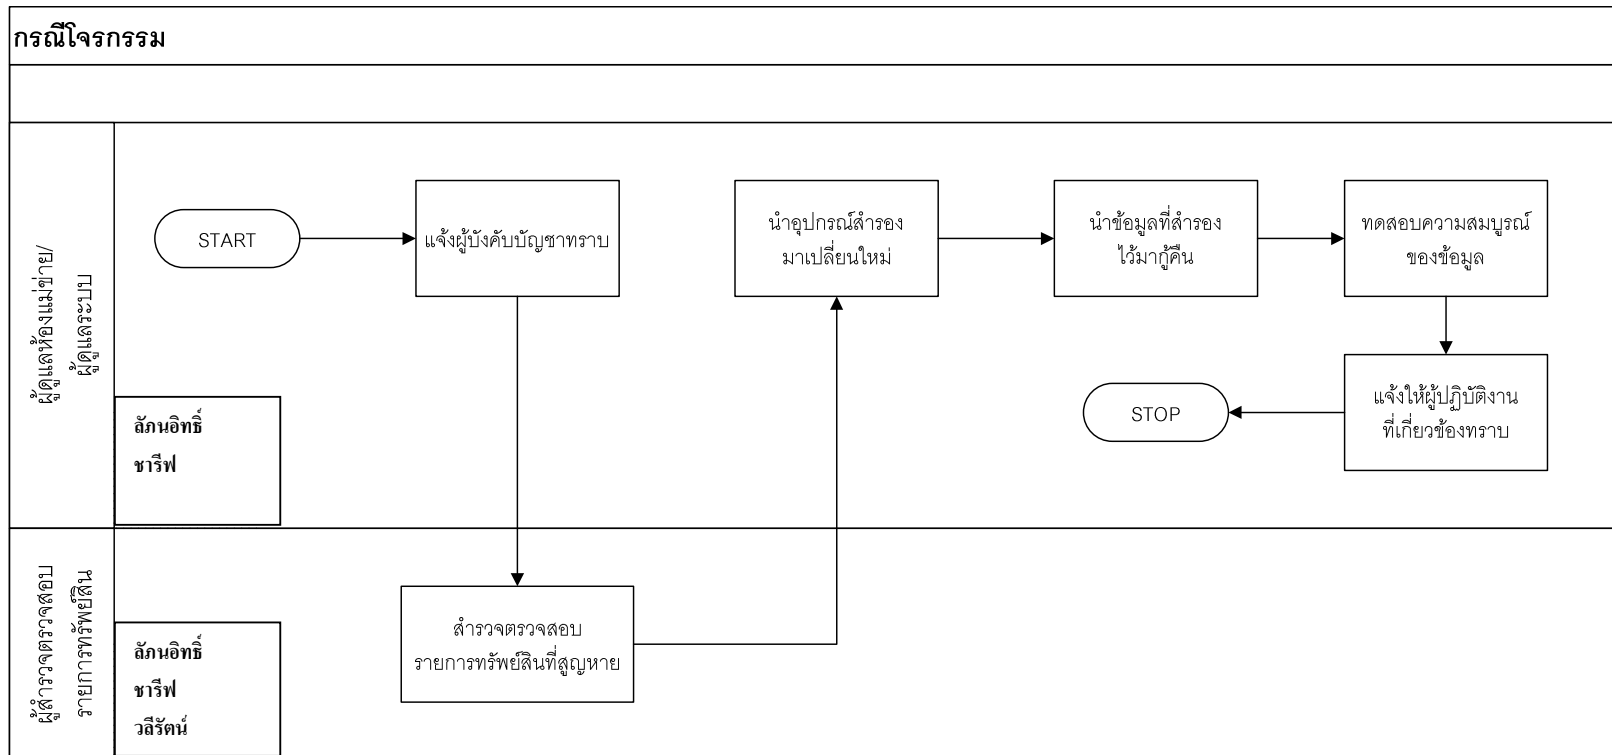 กรณีโจรกรรม
ผู้ดูแลห้องแม่ข่าย/
ผู้ดูแลระบบ
START
แจ้งผู้บังคับบัญชาทราบ
นำอุปกรณ์สำรอง
มาเปลี่ยนใหม่
นำข้อมูลที่สำรอง
ไว้มากู้คืน
ทดสอบความสมบูรณ์
ของข้อมูล
แจ้งให้ผู้ปฏิบัติงาน
ที่เกี่ยวข้องทราบ
STOP
ลัภนอิทธิ์
ชารีฟ
ผู้สำรวจตรวจสอบ
รายการทรัพย์สิน
สำรวจตรวจสอบ
รายการทรัพย์สินที่สูญหาย
ลัภนอิทธิ์
ชารีฟ
วลีรัตน์